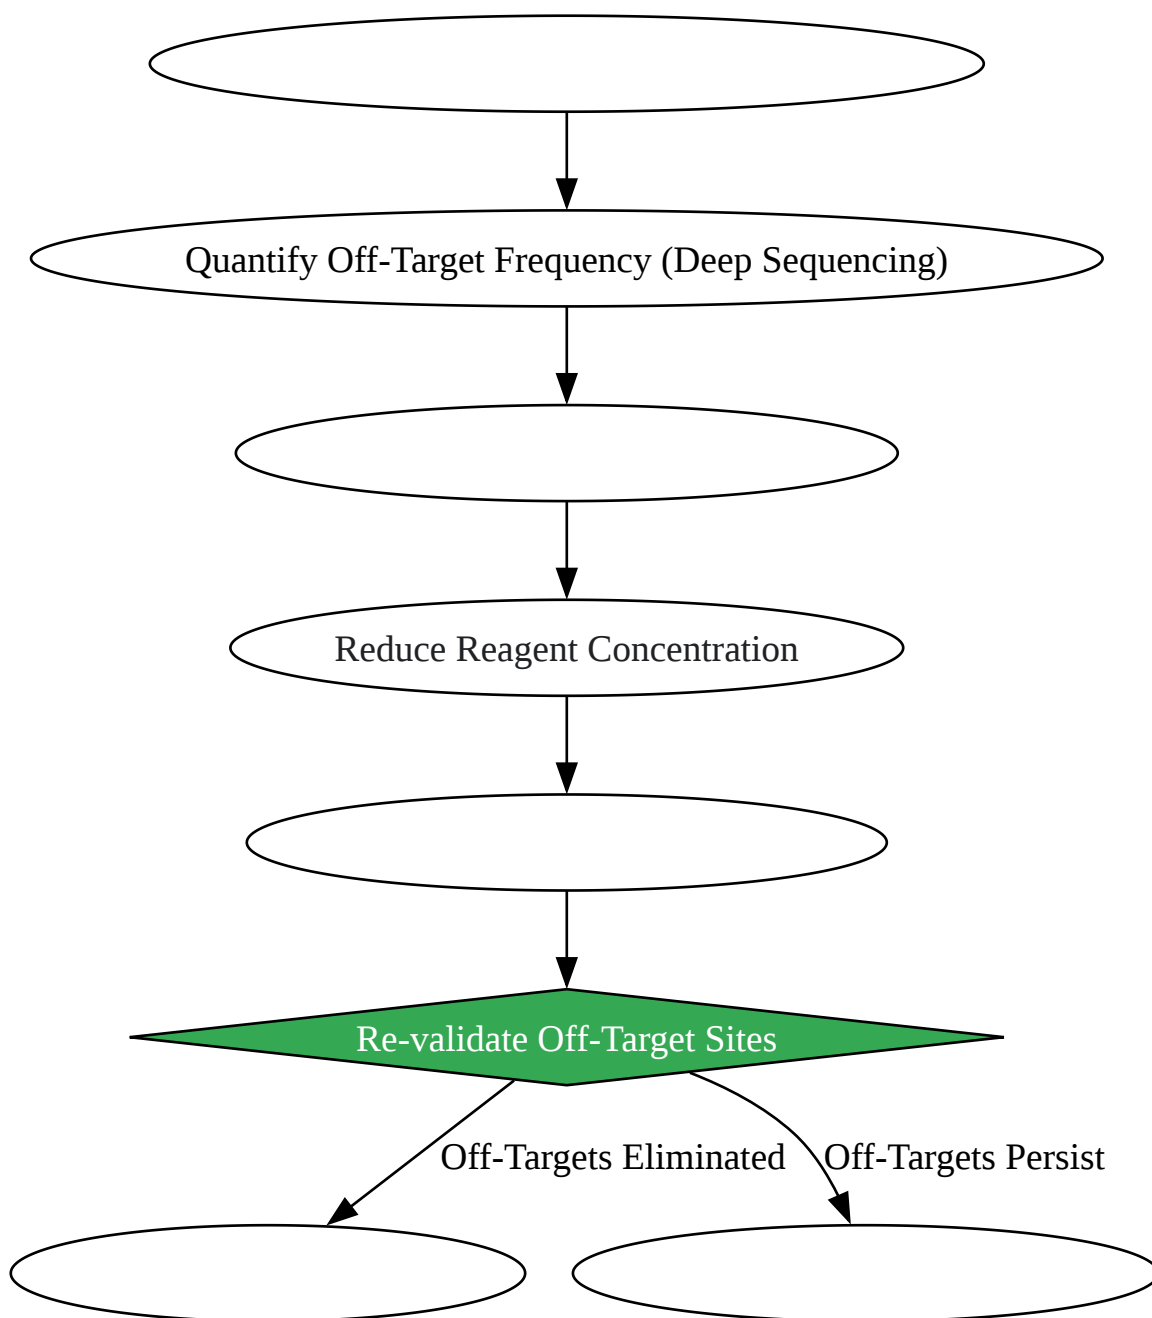 Quantify Off-Target Frequency (Deep Sequencing)
Reduce Reagent Concentration
Re-validate Off-Target Sites
Off-Targets Eliminated
Off-Targets Persist